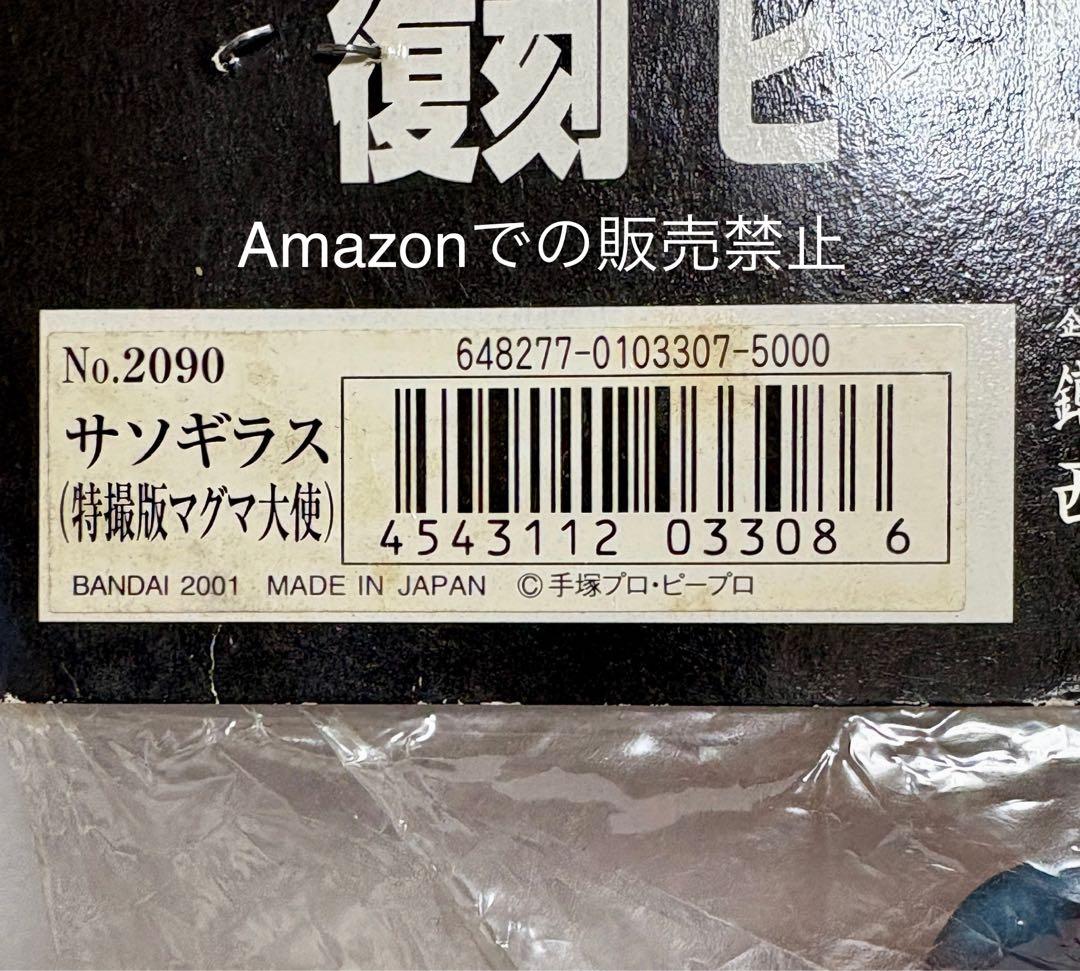 復刻 ヒ
Amazonでの販売禁止
No.2090
648277-0103307-5000
サソギラス
(特撮版マグマ大使)
4543112 03308 6
BANDAI 2001 MADE IN JAPAN ©手塚プロ・ピープロ